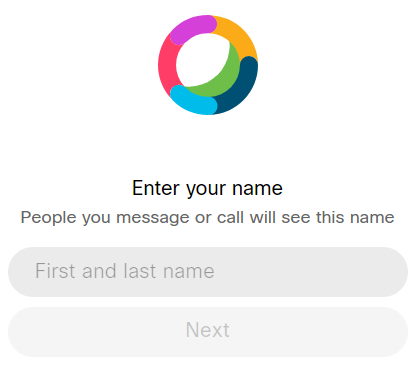 Enter your name
People you message or call will see this name
First and last name
Next